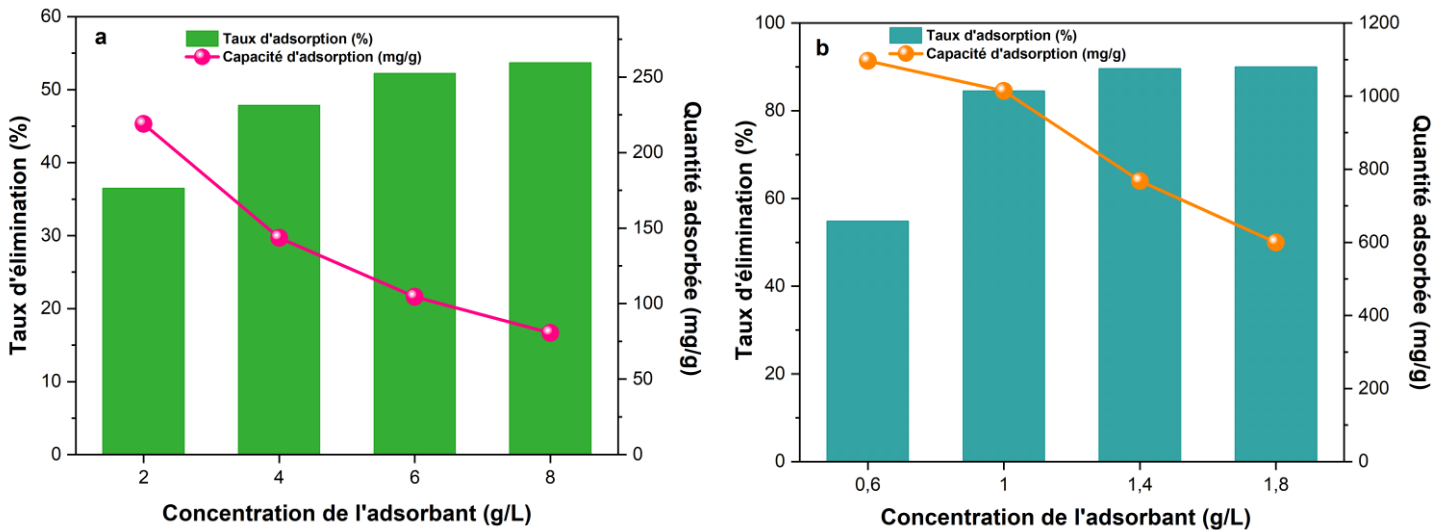 a
Taux d'adsorption (%)
Capacité d'adsorption (mg/g)
Taux d'élimination (%)
60
50
40
30
20
10
0
250
200
150
100
50
0
Quantité adsorbée (mg/g)
2 4 6 8
Concentration de l'adsorbant (g/L)
b
Taux d'adsorption (%)
Capacité d'adsorption (mg/g)
Taux d'élimination (%)
100
80
60
40
20
0
1200
1000
800
600
400
200
0
Quantité adsorbée (mg/g)
0,6 1 1,4 1,8
Concentration de l'adsorbant (g/L)